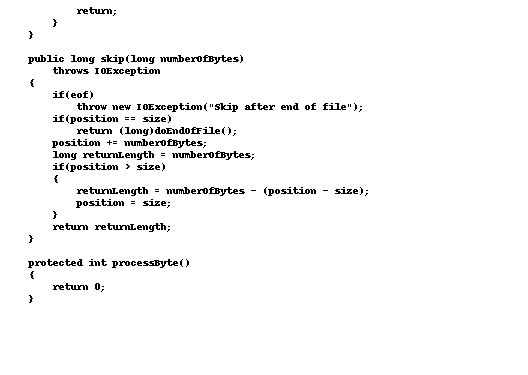 return;
        }
    }

    public long skip(long numberOfBytes)
        throws IOException
    {
        if(eof)
            throw new IOException("Skip after end of file");
        if(position == size)
            return (long)doEndOfFile();
        position += numberOfBytes;
        long returnLength = numberOfBytes;
        if(position > size)
        {
            returnLength = numberOfBytes - (position - size);
            position = size;
        }
        return returnLength;
    }

    protected int processByte()
    {
        return 0;
    }